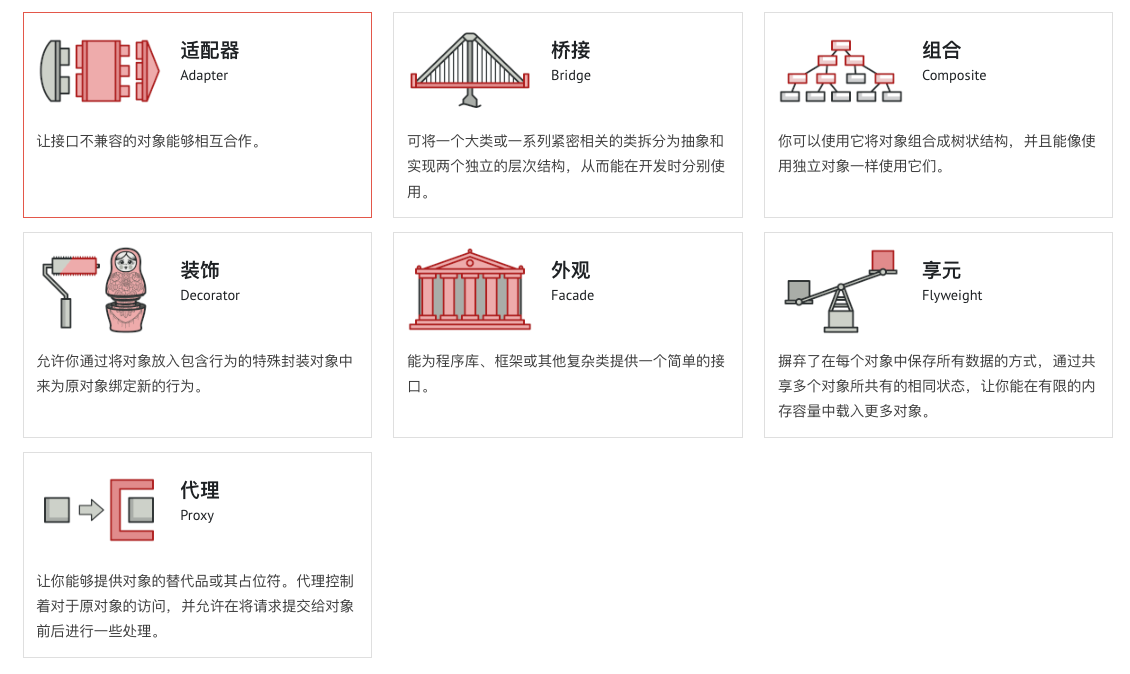 适配器
Adapter
让接口不兼容的对象能够相互合作。
桥接
Bridge
可将一个大类或一系列紧密相关的类拆分为抽象和
实现两个独立的层次结构，从而能在开发时分别使
用。
组合
Composite
你可以使用它将对象组合成树状结构，并且能像使
用独立对象一样使用它们。
装饰
Decorator
允许你通过将对象放入包含行为的特殊封装对象中
来为原对象绑定新的行为。
外观
Facade
能为程序库、框架或其他复杂类提供一个简单的接
口。
享元
Flyweight
摒弃了在每个对象中保存所有数据的方式，通过共
享多个对象所共有的相同状态，让你能在有限的内
存容量中载入更多对象。
代理
Proxy
让你能够提供对象的替代品或其占位符。代理控制
着对于原对象的访问，并允许在将请求提交给对象
前后进行一些处理。